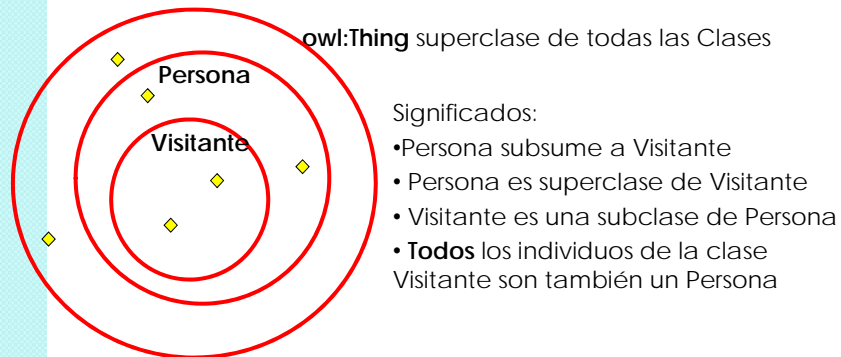 owl:Thing superclase de todas las Clases
Persona
Visitante
Significados:
•Persona subsume a Visitante
• Persona es superclase de Visitante
• Visitante es una subclase de Persona
• Todos los individuos de la clase
Visitante son también un Persona